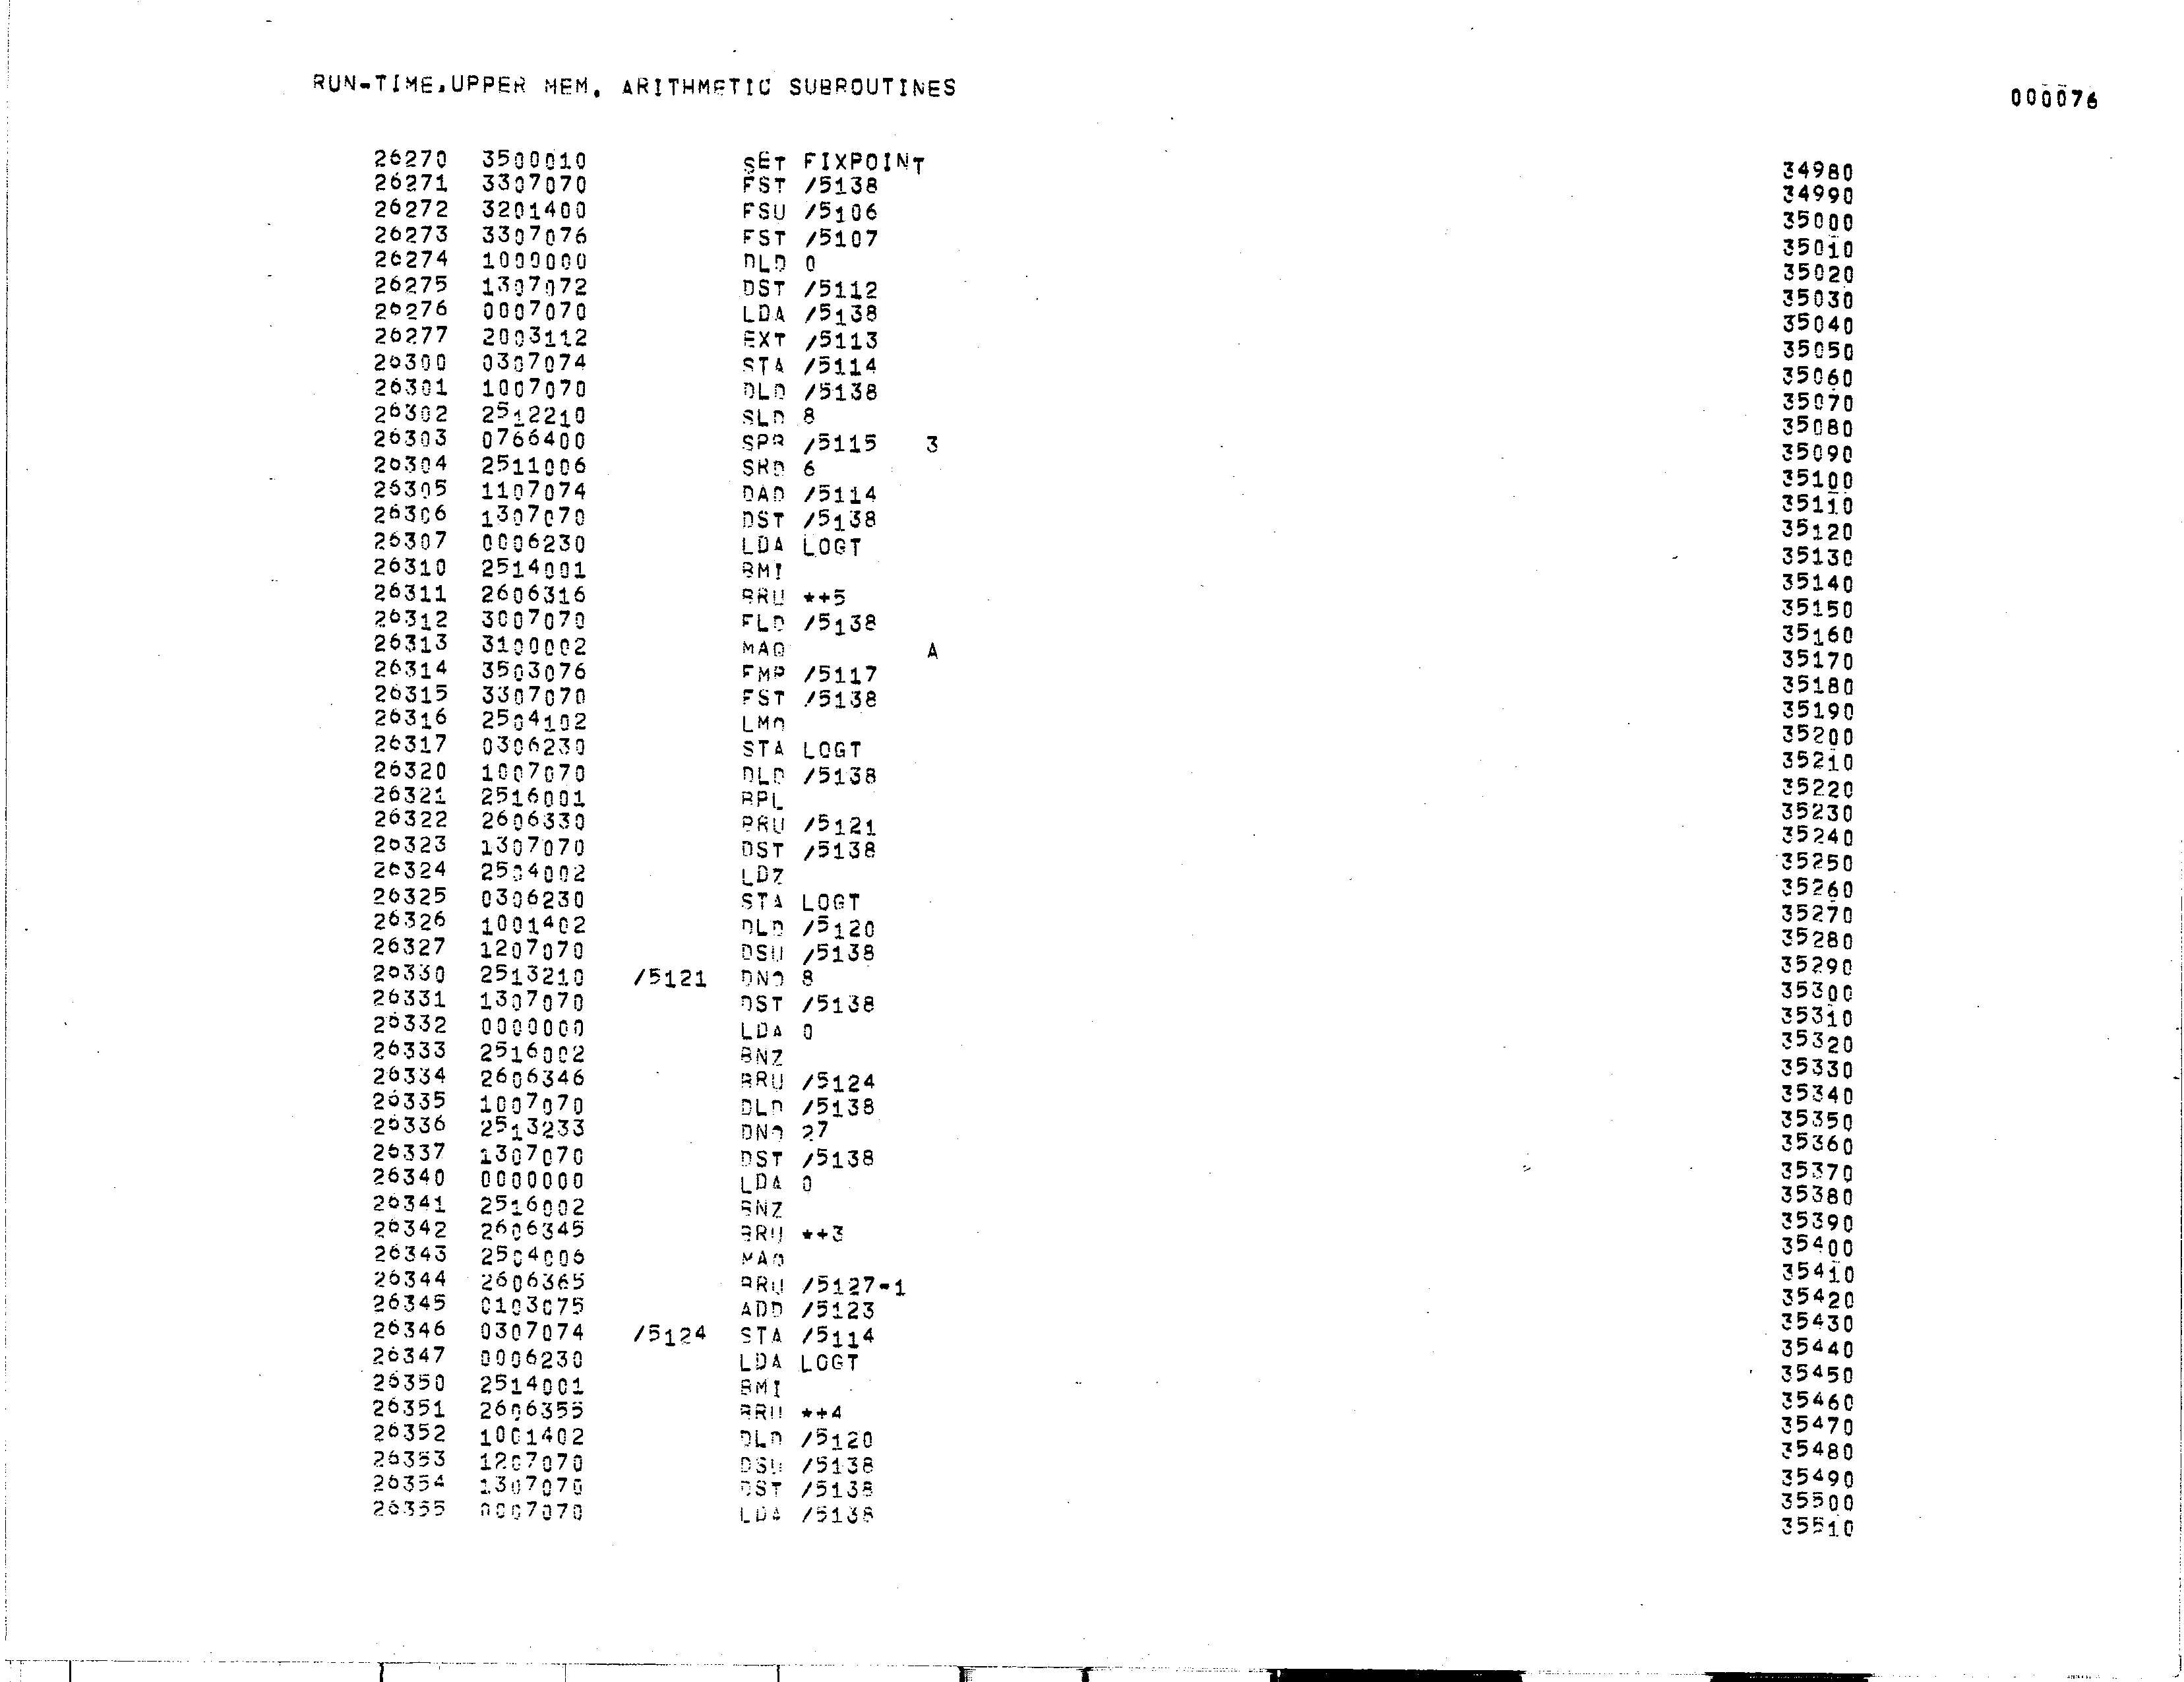 RUN-TIME,UPPER MEM. ARITHMETIC SUBROUTINES 000076
26270 3500010 SET FIXPOINT 34980
26271 3307070 FST /5138 34990
26272 3201400 FSU /5106 35000
26273 3307076 FST /5107 35010
26274 1000000 DLD 0 35020
26275 1307072 DST /5112 35030
26276 0007070 LDA /5138 35040
26277 2003112 EXT /5113 35050
26300 0307074 STA /5114 35060
26301 1007070 DLD /5138 35070
26302 2512210 SLD 8 35080
26303 0766400 SPR /5115 3 35090
26304 2511006 SRD 6 35100
26305 1107074 DAD /5114 35110
26306 1307070 DST /5138 35120
26307 0006230 LDA LOGT 35130
26310 2514001 BMI 35140
26311 2606316 BRU *+5 35150
26312 3007070 FLD /5138 35160
26313 3100002 MAQ A 35170
26314 3503076 FMP /5117 35180
26315 3307070 FST /5138 35190
26316 2504102 LMO 35200
26317 0306230 STA LOGT 35210
26320 1007070 DLD /5138 35220
26321 2516001 BPL 35230
26322 2606330 BRU /5121 35240
26323 1307070 DST /5138 35250
26324 2504002 LDZ 35260
26325 0306230 STA LOGT 35270
26326 1001402 DLD /5120 35280
26327 1207070 DSU /5138 35290
26330 2513210 /5121 DNO 8 35300
26331 1307070 DST /5138 35310
26332 0000000 LDA 0 35320
26333 2516002 BNZ 35330
26334 2606346 BRU /5124 35340
26335 1007070 DLD /5138 35350
26336 2513233 DNO 27 35360
26337 1307070 DST /5138 35370
26340 0000000 LDA 0 35380
26341 2516002 BNZ 35390
26342 2606345 BRU *+3 35400
26343 2504006 MAQ 35410
26344 2606365 BRU /5127-1 35420
26345 0103075 ADD /5123 35430
26346 0307074 /5124 STA /5114 35440
26347 0006230 LDA LOGT 35450
26350 2514001 BMI 35460
26351 2606355 BRU *+4 35470
26352 1001402 DLD /5120 35480
26353 1207070 DSU /5138 35490
26354 1307070 DST /5138 35500
26355 0007070 LDA /5138 35510